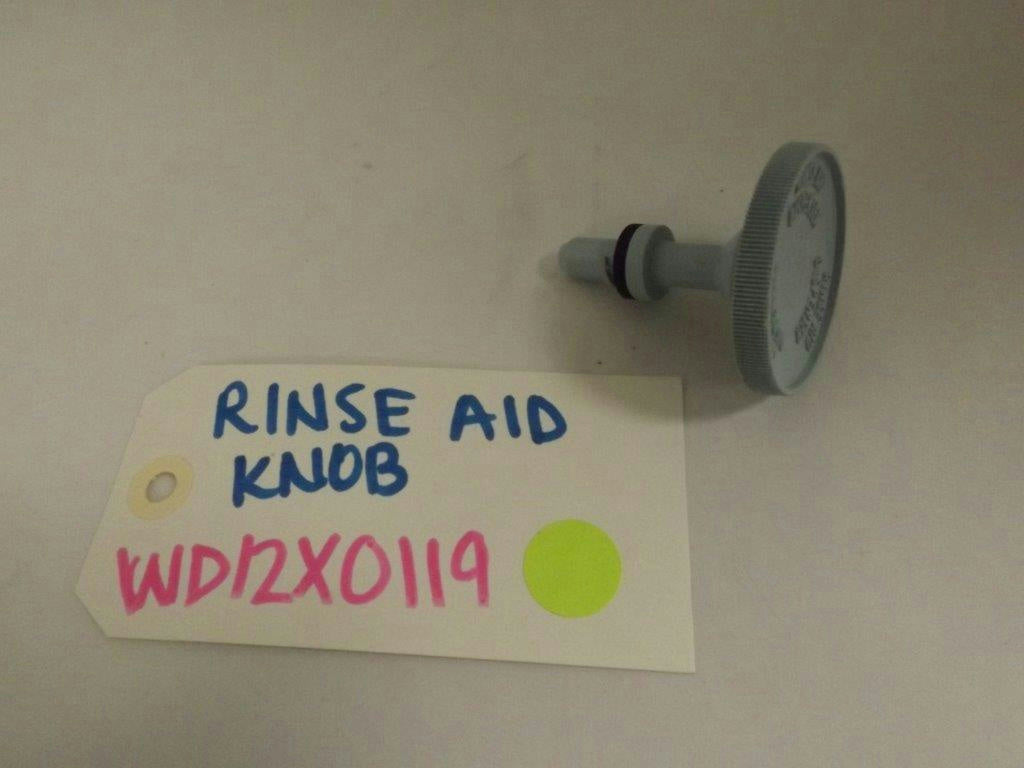 RINSE AID
KNOB
WD12X0119